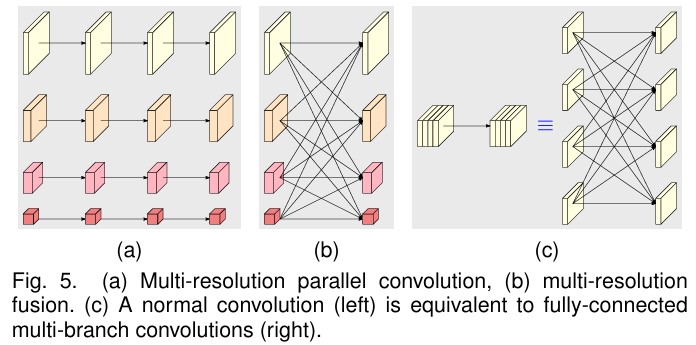 (a)
(b)
(c)
Fig. 5. (a) Multi-resolution parallel convolution, (b) multi-resolution
fusion. (c) A normal convolution (left) is equivalent to fully-connected
multi-branch convolutions (right).